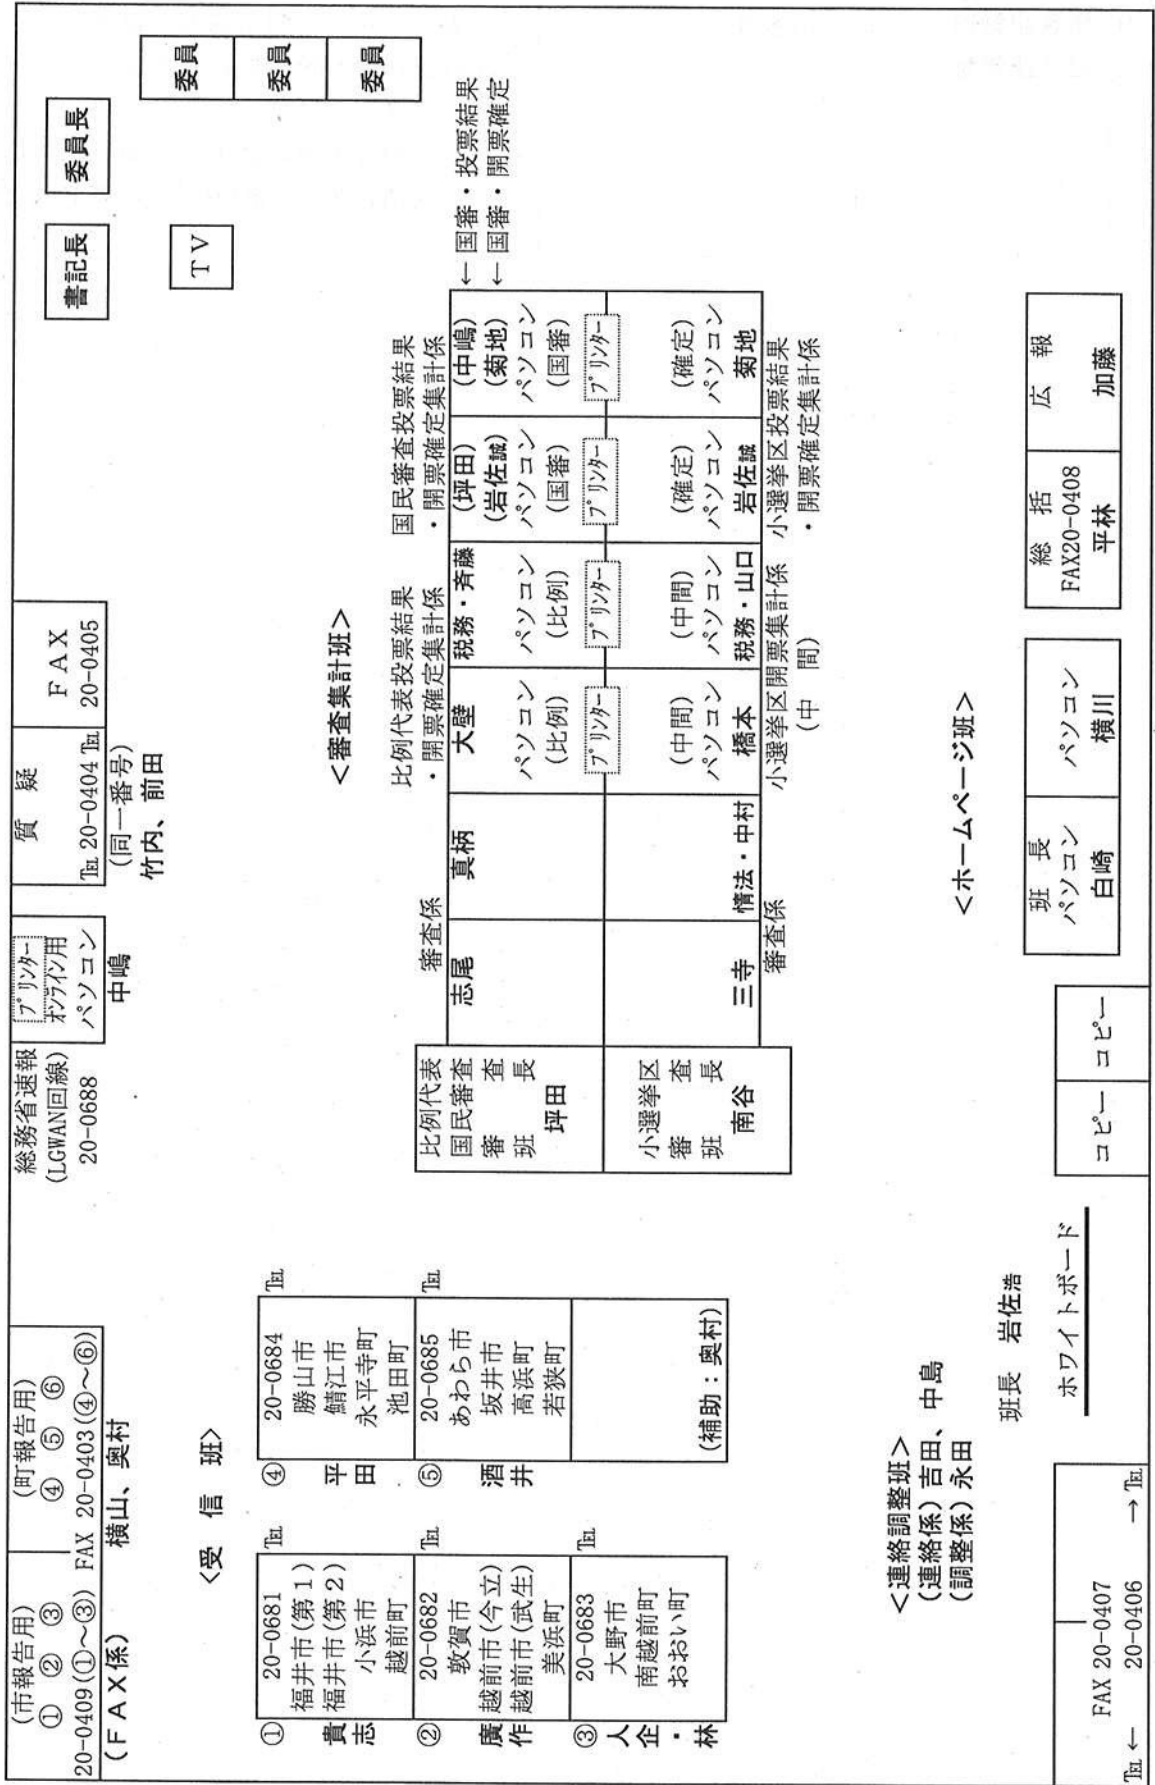 (市報告用)
① ② ③
(町報告用)
④ ⑤ ⑥
20-0409(①~③) FAX 20-0403(④~⑥)
(FAX係) 横山、奥村
総務省速報
(LGWAN回線)
20-0688
プリンター
オンライン用
パソコン
中嶋
質 疑
℡ 20-0404 ℡
(同一番号)
竹内、前田
FAX
20-0405
書記長
委員長
TV
委員
委員
委員
<受 信 班>
① 20-0681 ℡
福井市(第1)
福井市(第2)
小浜市
越前町
貴志
② 20-0682 ℡
敦賀市
越前市(今立)
越前市(武生)
美浜町
廣作
③ 20-0683 ℡
大野市
南越前町
おおい町
人企・林
④ 20-0684 ℡
勝山市
鯖江市
永平寺町
池田町
平田
⑤ 20-0685 ℡
あわら市
坂井市
高浜町
若狭町
酒井
(補助:奥村)
<審査集計班>
比例代表
国民審査
審 査
班 長
坪田
小選挙区
審 査
班 長
南谷
審査係
志尾
真柄
三寺
情法・中村
審査係
比例代表投票結果
・開票確定集計係
大壁
パソコン
(比例)
税務・斉藤
パソコン
(比例)
国民審査投票結果
・開票確定集計係
(坪田)
(岩佐誠)
パソコン
(国審)
(中嶋)
(菊地)
パソコン
(国審)
← 国審・投票結果
← 国審・開票確定
プリンター
プリンター
プリンター
プリンター
(中間)
パソコン
橋本
(中間)
パソコン
税務・山口
(確定)
パソコン
岩佐誠
(確定)
パソコン
菊地
小選挙区開票集計係
(中 間)
小選挙区投票結果
・開票確定集計係
<連絡調整班>
(連絡係)吉田、中島
(調整係)永田
班長 岩佐浩
ホワイトボード
FAX 20-0407
℡ ← 20-0406 → ℡
コピー
コピー
<ホームページ班>
班 長
パソコン
白崎
パソコン
横川
総 括
FAX20-0408
平林
広 報
加藤